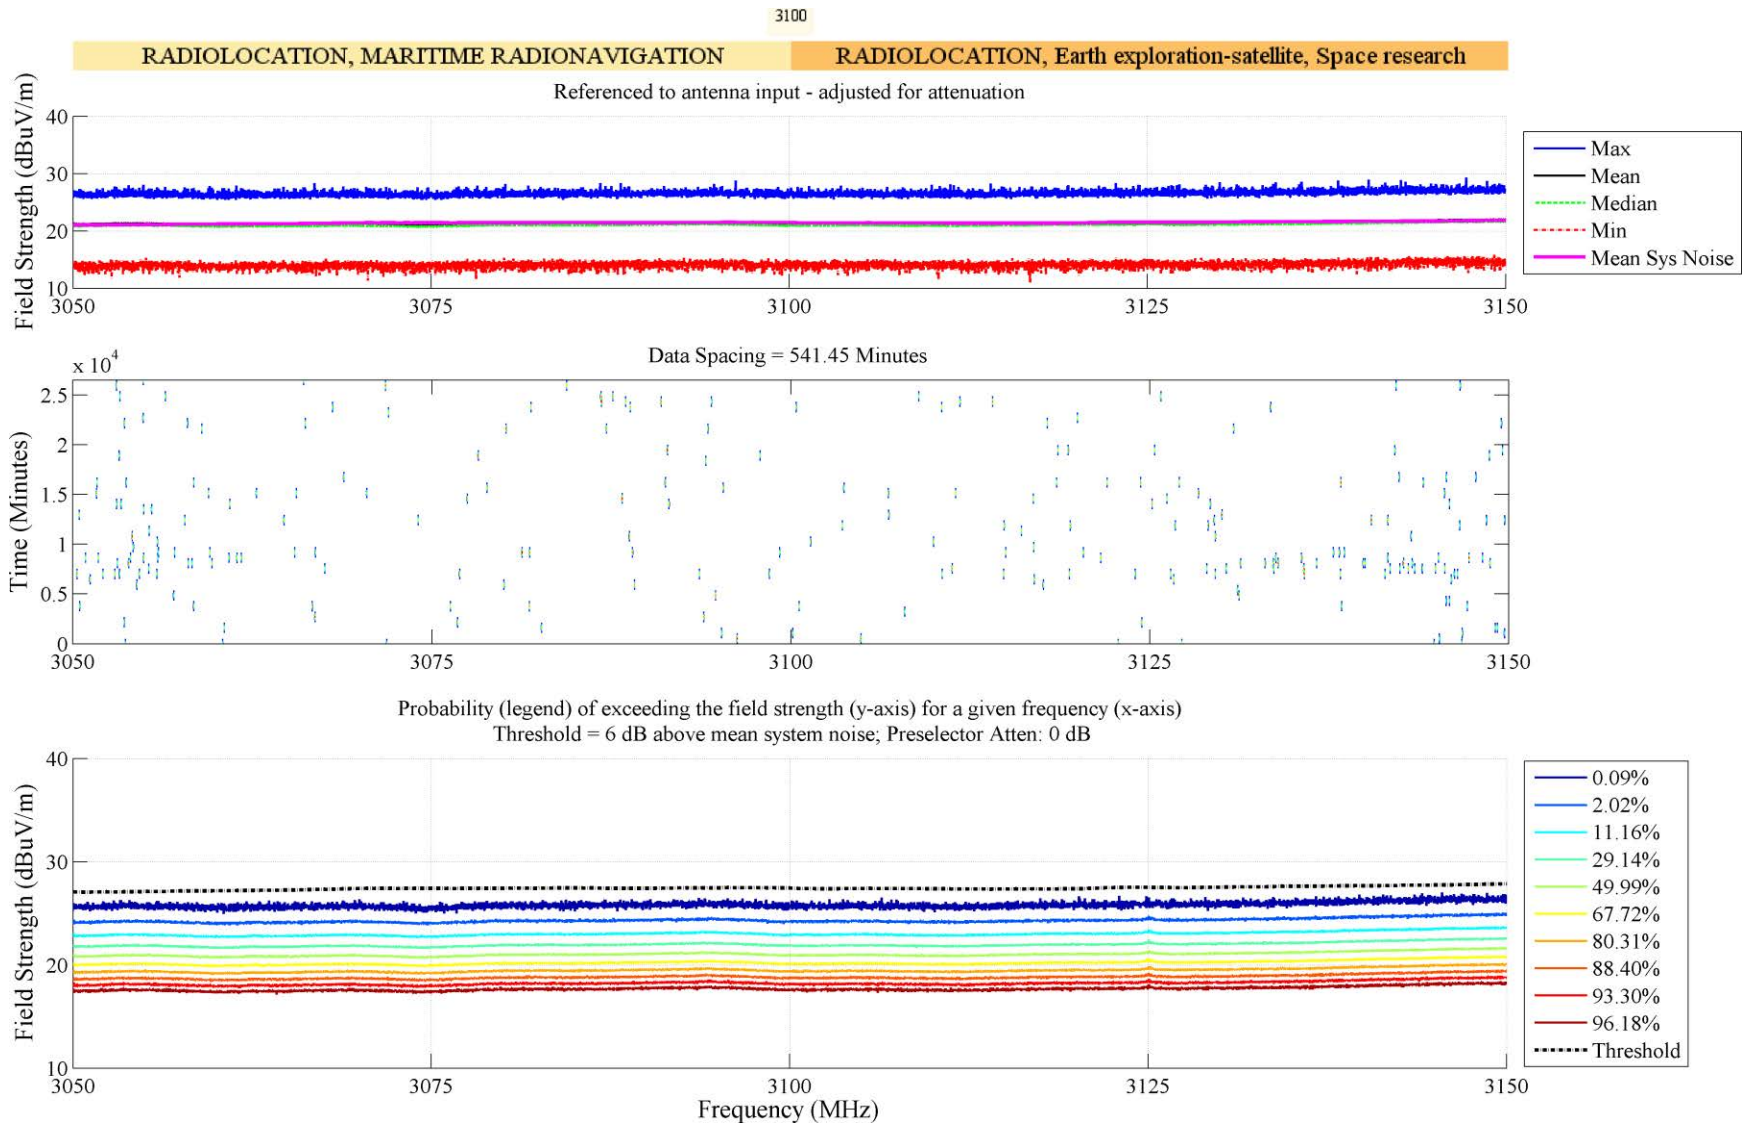 3100
RADIOLOCATION, MARITIME RADIONAVIGATION
RADIOLOCATION, Earth exploration-satellite, Space research
Referenced to antenna input - adjusted for attenuation
Field Strength (dBuV/m)
40
30
20
10
3050
3075
3100
3125
3150
Max
Mean
Median
Min
Mean Sys Noise
Data Spacing = 541.45 Minutes
x 10^4
Time (Minutes)
2.5
2
1.5
1
0.5
0
3050
3075
3100
3125
3150
Probability (legend) of exceeding the field strength (y-axis) for a given frequency (x-axis)
Threshold = 6 dB above mean system noise; Preselector Atten: 0 dB
Field Strength (dBuV/m)
40
30
20
10
3050
3075
3100
3125
3150
Frequency (MHz)
0.09%
2.02%
11.16%
29.14%
49.99%
67.72%
80.31%
88.40%
93.30%
96.18%
Threshold